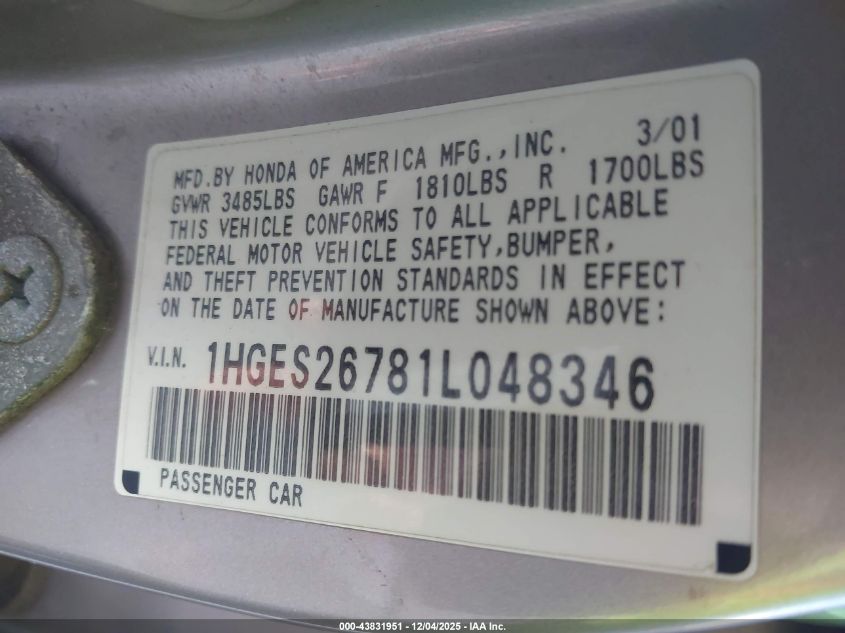 3/01
MFD.BY HONDA OF AMERICA MFG.,INC.
GVWR 3485LBS GAWR F 1810LBS R 1700LBS
THIS VEHICLE CONFORMS TO ALL APPLICABLE
FEDERAL MOTOR VEHICLE SAFETY,BUMPER,
AND THEFT PREVENTION STANDARDS IN EFFECT
ON THE DATE OF MANUFACTURE SHOWN ABOVE:
V.I.N. 1HGES26781L048346
PASSENGER CAR
000-43831951 - 12/04/2025 - IAA Inc.